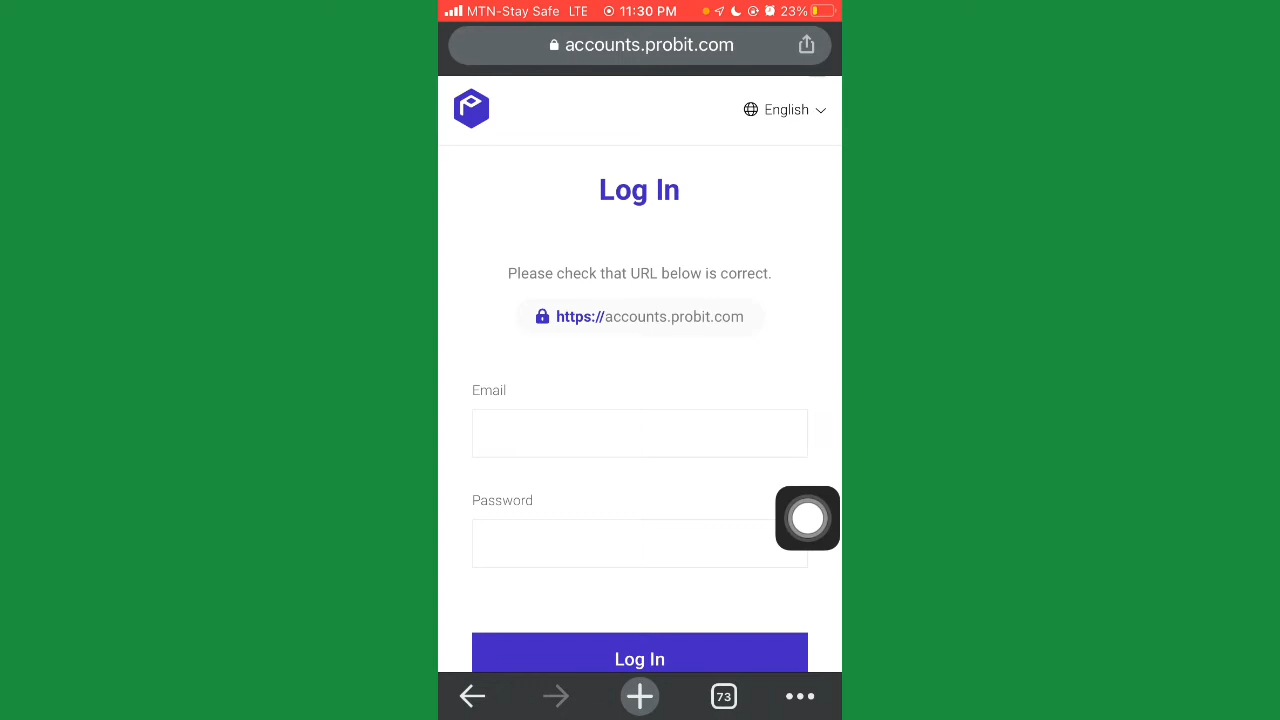 MTN-Stay Safe LTE 11:30 PM 23%
accounts.probit.com
English
Log In
Please check that URL below is correct.
https://accounts.probit.com
Email
Password
Log In
73